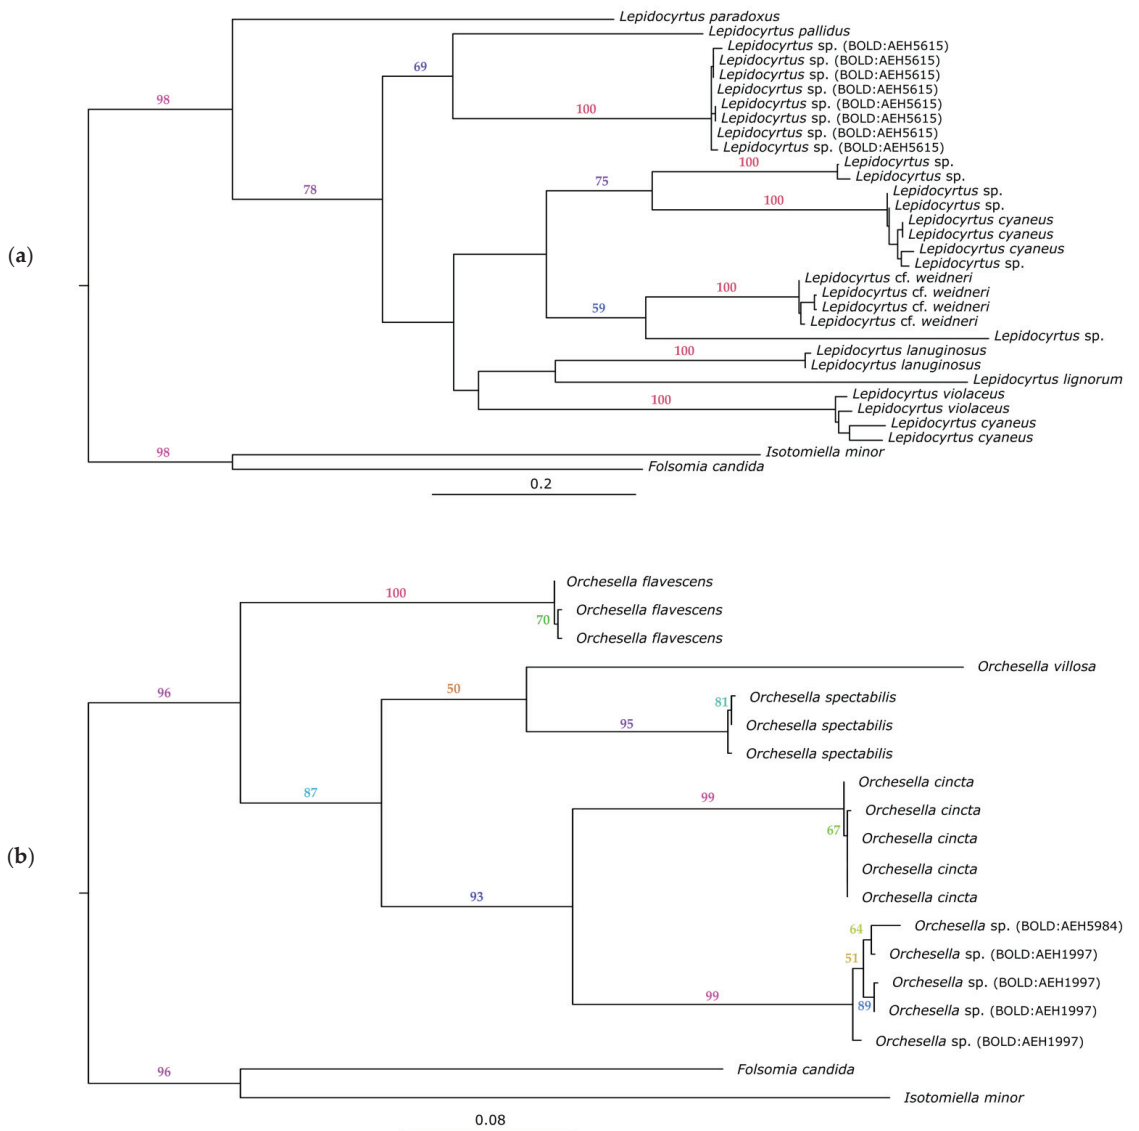 Lepidocyrtus paradoxus
Lepidocyrtus pallidus
Lepidocyrtus sp. (BOLD:AEH5615)
69
Lepidocyrtus sp. (BOLD:AEH5615)
Lepidocyrtus sp. (BOLD:AEH5615)
Lepidocyrtus sp. (BOLD:AEH5615)
98
Lepidocyrtus sp. (BOLD:AEH5615)
100
Lepidocyrtus sp. (BOLD:AEH5615)
Lepidocyrtus sp. (BOLD:AEH5615)
Lepidocyrtus sp. (BOLD:AEH5615)
100
Lepidocyrtus sp.
Lepidocyrtus sp.
75
78
Lepidocyrtus sp.
100
Lepidocyrtus sp.
Lepidocyrtus cyaneus
Lepidocyrtus cyaneus
Lepidocyrtus cyaneus
(a)
Lepidocyrtus sp.
Lepidocyrtus cf. weidneri
100
Lepidocyrtus cf. weidneri
Lepidocyrtus cf. weidneri
59
Lepidocyrtus cf. weidneri
Lepidocyrtus sp.
100
Lepidocyrtus lanuginosus
Lepidocyrtus lanuginosus
Lepidocyrtus lignorum
Lepidocyrtus violaceus
100
Lepidocyrtus violaceus
Lepidocyrtus cyaneus
Lepidocyrtus cyaneus
98
Isotomiella minor
Folsomia candida
0.2
Orchesella flavescens
100
Orchesella flavescens
70
Orchesella flavescens
Orchesella villosa
96
50
Orchesella spectabilis
81
95
Orchesella spectabilis
Orchesella spectabilis
Orchesella cincta
87
99
Orchesella cincta
67
Orchesella cincta
(b)
Orchesella cincta
93
Orchesella cincta
64
Orchesella sp. (BOLD:AEH5984)
51
Orchesella sp. (BOLD:AEH1997)
Orchesella sp. (BOLD:AEH1997)
99
89
Orchesella sp. (BOLD:AEH1997)
Orchesella sp. (BOLD:AEH1997)
96
Folsomia candida
Isotomiella minor
0.08